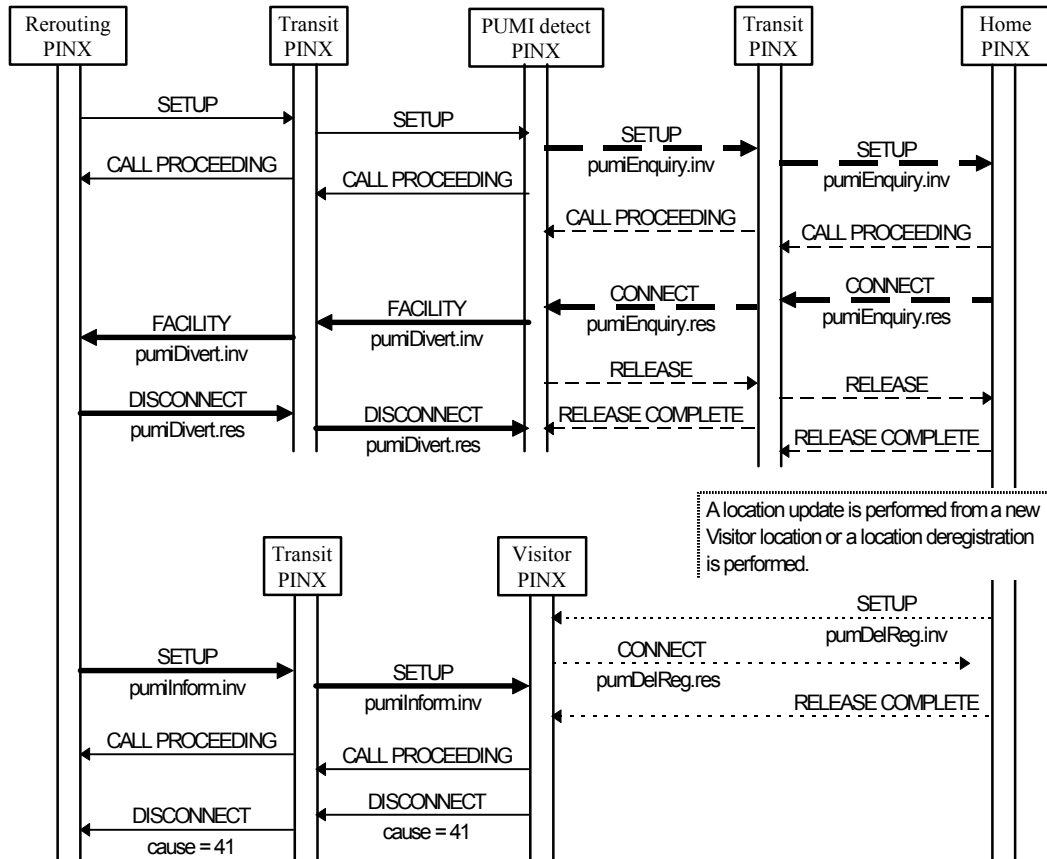 Rerouting
PINX
Transit
PINX
PUMI detect
PINX
Transit
PINX
Home
PINX
SETUP
SETUP
SETUP
pumiEnquiry.inv
SETUP
pumiEnquiry.inv
CALL PROCEEDING
CALL PROCEEDING
CALL PROCEEDING
CALL PROCEEDING
CONNECT
pumiEnquiry.res
CONNECT
pumiEnquiry.res
FACILITY
pumiDivert.inv
FACILITY
pumiDivert.inv
RELEASE
RELEASE
DISCONNECT
pumiDivert.res
DISCONNECT
pumiDivert.res
RELEASE COMPLETE
RELEASE COMPLETE
A location update is performed from a new
Visitor location or a location deregistration
is performed.
Transit
PINX
Visitor
PINX
SETUP
pumDelReg.inv
CONNECT
pumDelReg.res
RELEASE COMPLETE
SETUP
pumiInform.inv
SETUP
pumiInform.inv
CALL PROCEEDING
CALL PROCEEDING
DISCONNECT
cause = 41
DISCONNECT
cause = 41